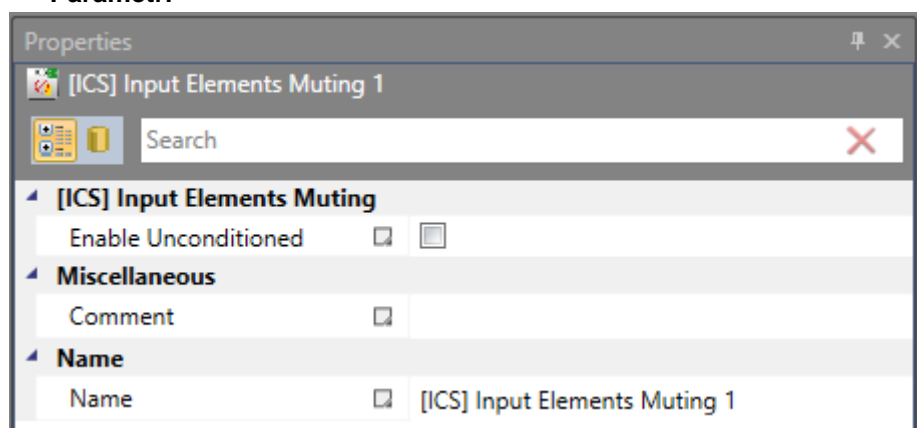 Parametri
Properties
[ICS] Input Elements Muting 1
Search
[ICS] Input Elements Muting
Enable Unconditioned
Miscellaneous
Comment
Name
Name [ICS] Input Elements Muting 1